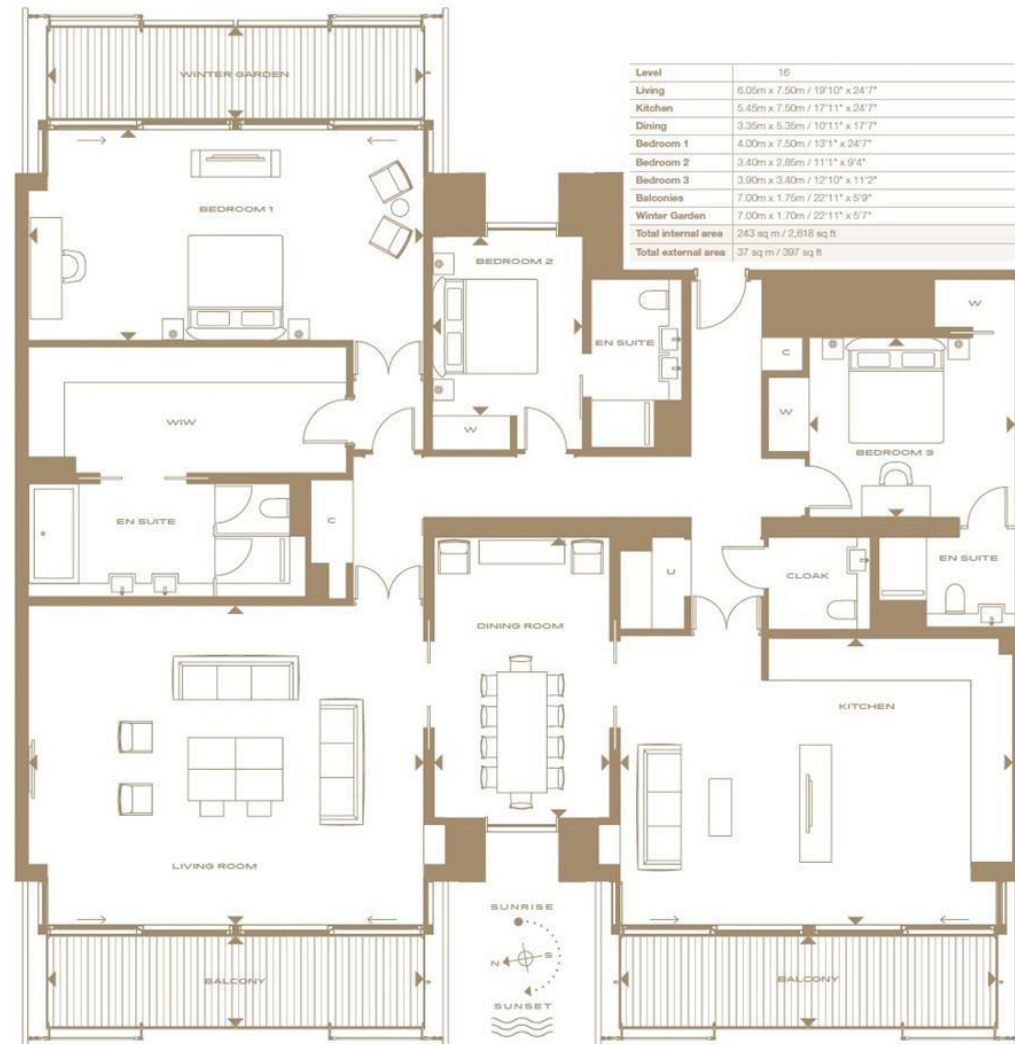 WINTER GARDEN
Level 16
Living 6.05m x 7.50m / 19'10" x 24'7"
Kitchen 5.45m x 7.50m / 17'11" x 24'7"
Dining 3.35m x 5.35m / 10'11" x 17'7"
Bedroom 1 4.00m x 7.50m / 13'1" x 24'7"
Bedroom 2 3.40m x 2.85m / 11'1" x 9'4"
Bedroom 3 3.90m x 3.40m / 12'10" x 11'2"
Balconies 7.00m x 1.75m / 22'11" x 5'9"
Winter Garden 7.00m x 1.70m / 22'11" x 5'7"
Total internal area 243 sq m / 2,618 sq ft
Total external area 37 sq m / 397 sq ft
BEDROOM 1
BEDROOM 2
W
EN SUITE
C
W
WIW
W
BEDROOM 3
EN SUITE
C
EN SUITE
U
CLOAK
DINING ROOM
KITCHEN
LIVING ROOM
SUNRISE
N S
SUNSET
BALCONY
BALCONY